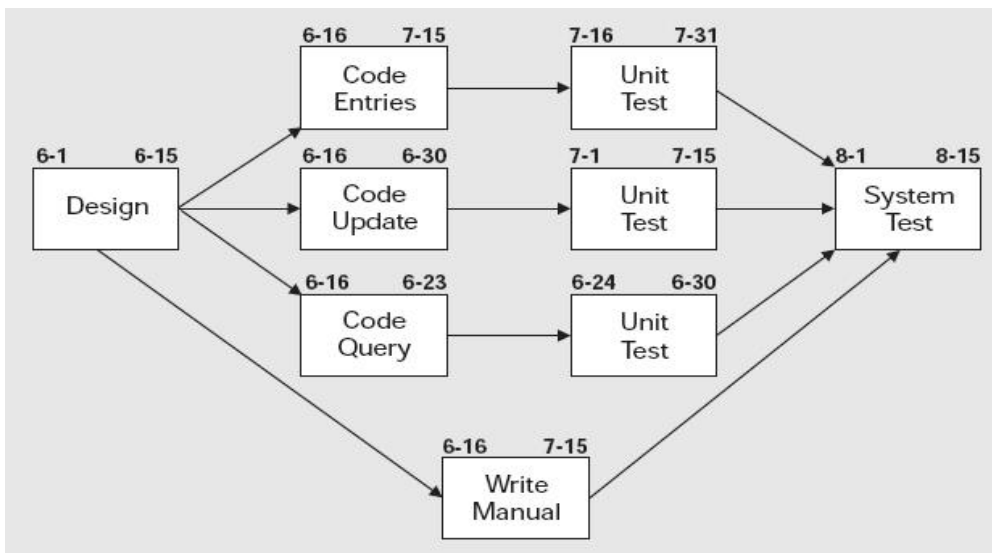 6-16 7-15
Code
Entries
7-16 7-31
Unit
Test
6-1 6-15
Design
6-16 6-30
Code
Update
7-1 7-15
Unit
Test
8-1 8-15
System
Test
6-16 6-23
Code
Query
6-24 6-30
Unit
Test
6-16 7-15
Write
Manual